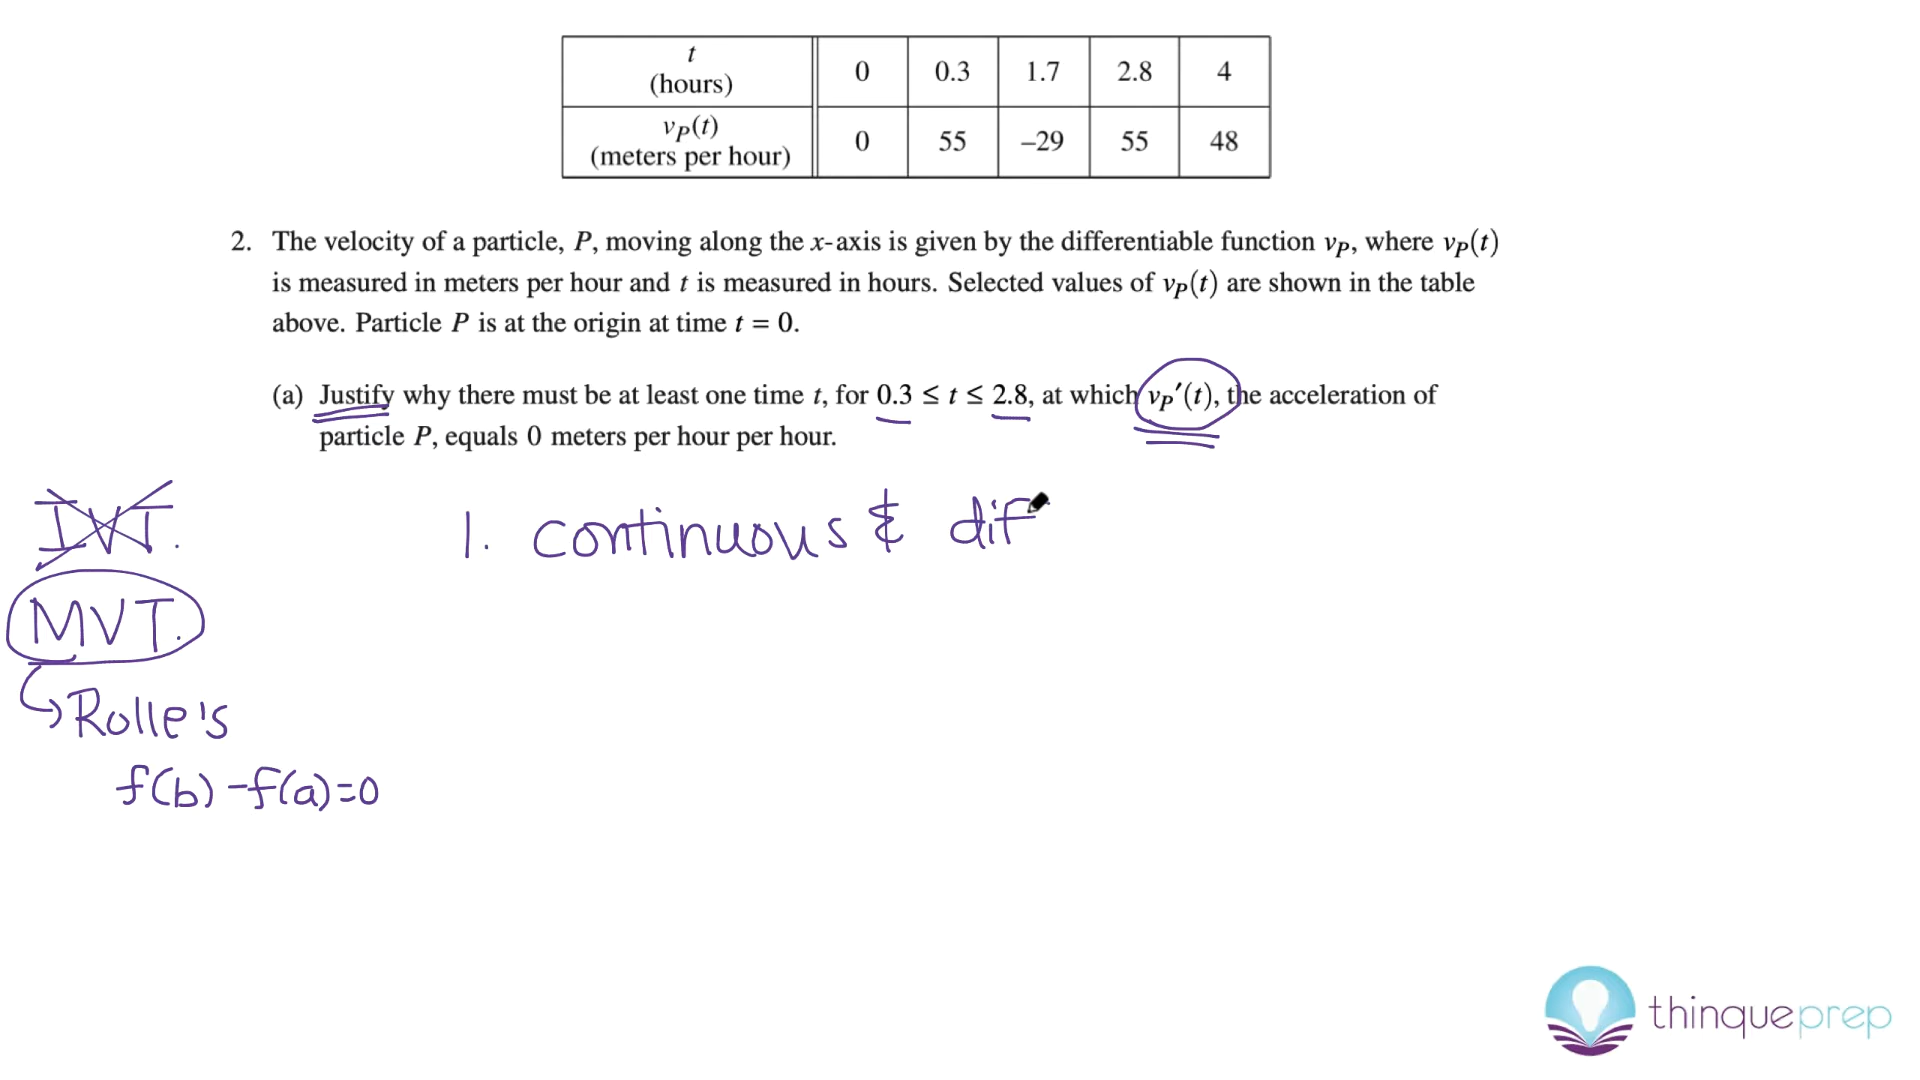 t
(hours) 0 0.3 1.7 2.8 4
vP(t)
(meters per hour) 0 55 –29 55 48
2. The velocity of a particle, P, moving along the x-axis is given by the differentiable function vP, where vP(t)
is measured in meters per hour and t is measured in hours. Selected values of vP(t) are shown in the table
above. Particle P is at the origin at time t = 0.
(a) Justify why there must be at least one time t, for 0.3 ≤ t ≤ 2.8, at which vP′(t), the acceleration of
particle P, equals 0 meters per hour per hour.
IVT.
1. continuous & dif
MVT.
↳Rolle's
f(b) -f(a)=0
thinqueprep